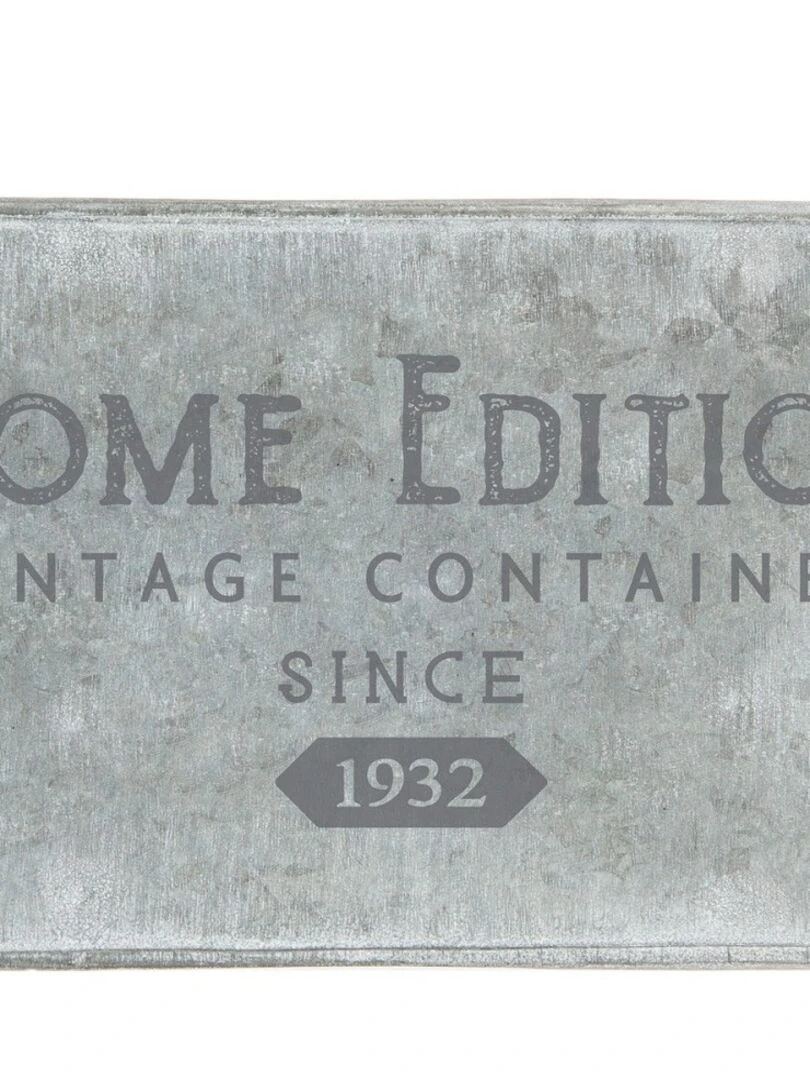 OME EDITIO
NTAGE CONTAINE
SINCE
1932